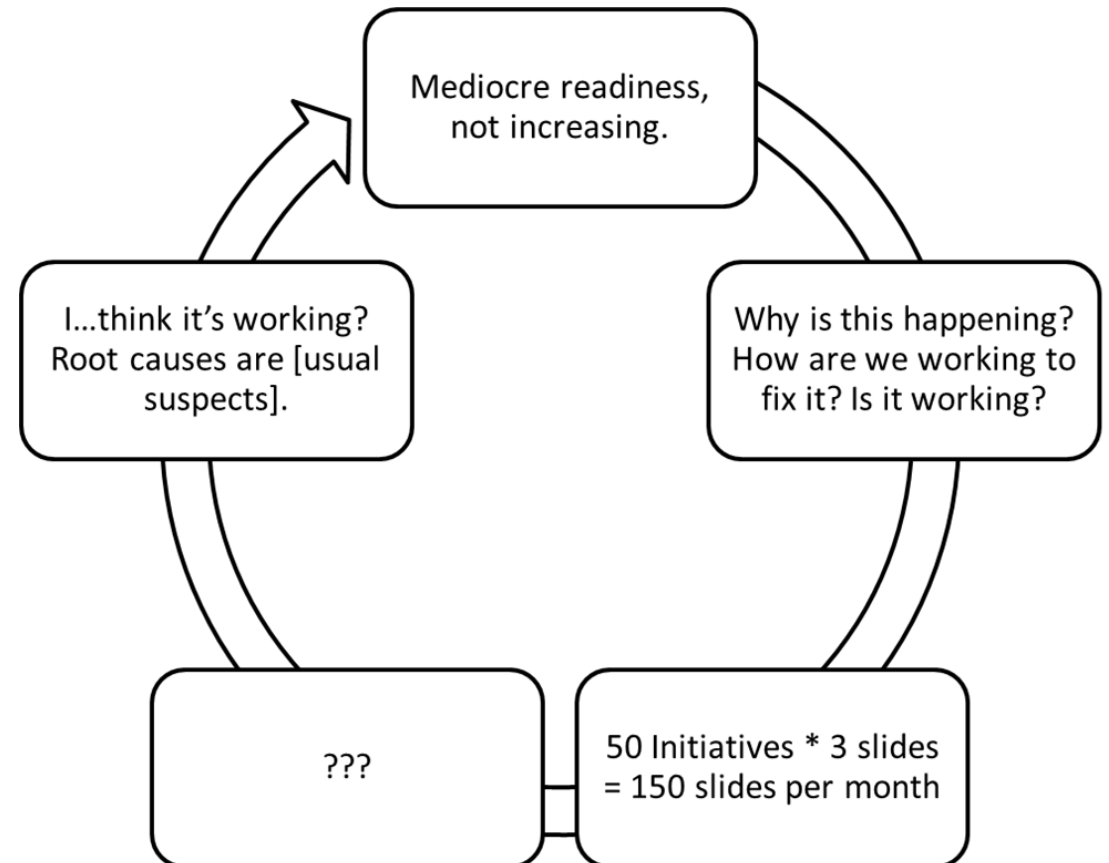 Mediocre readiness,
not increasing.
Why is this happening?
How are we working to
fix it? Is it working?
50 Initiatives * 3 slides
= 150 slides per month
???
I…think it’s working?
Root causes are [usual
suspects].